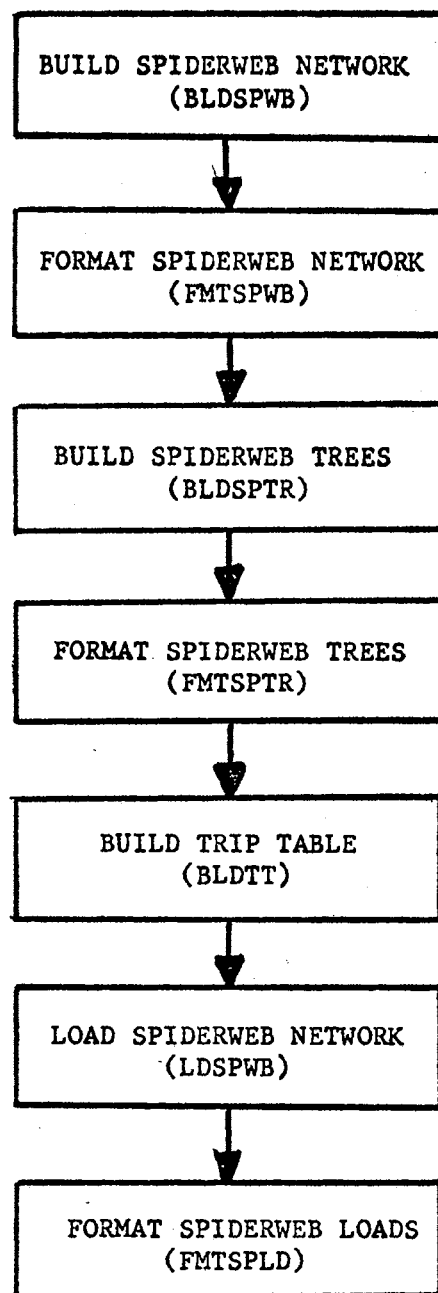 BUILD SPIDERWEB NETWORK
(BLDSPWB)
FORMAT SPIDERWEB NETWORK
(FMTSPWB)
BUILD SPIDERWEB TREES
(BLDSPTR)
FORMAT SPIDERWEB TREES
(FMTSPTR)
BUILD TRIP TABLE
(BLDTT)
LOAD SPIDERWEB NETWORK
(LDSPWB)
FORMAT SPIDERWEB LOADS
(FMTSPLD)